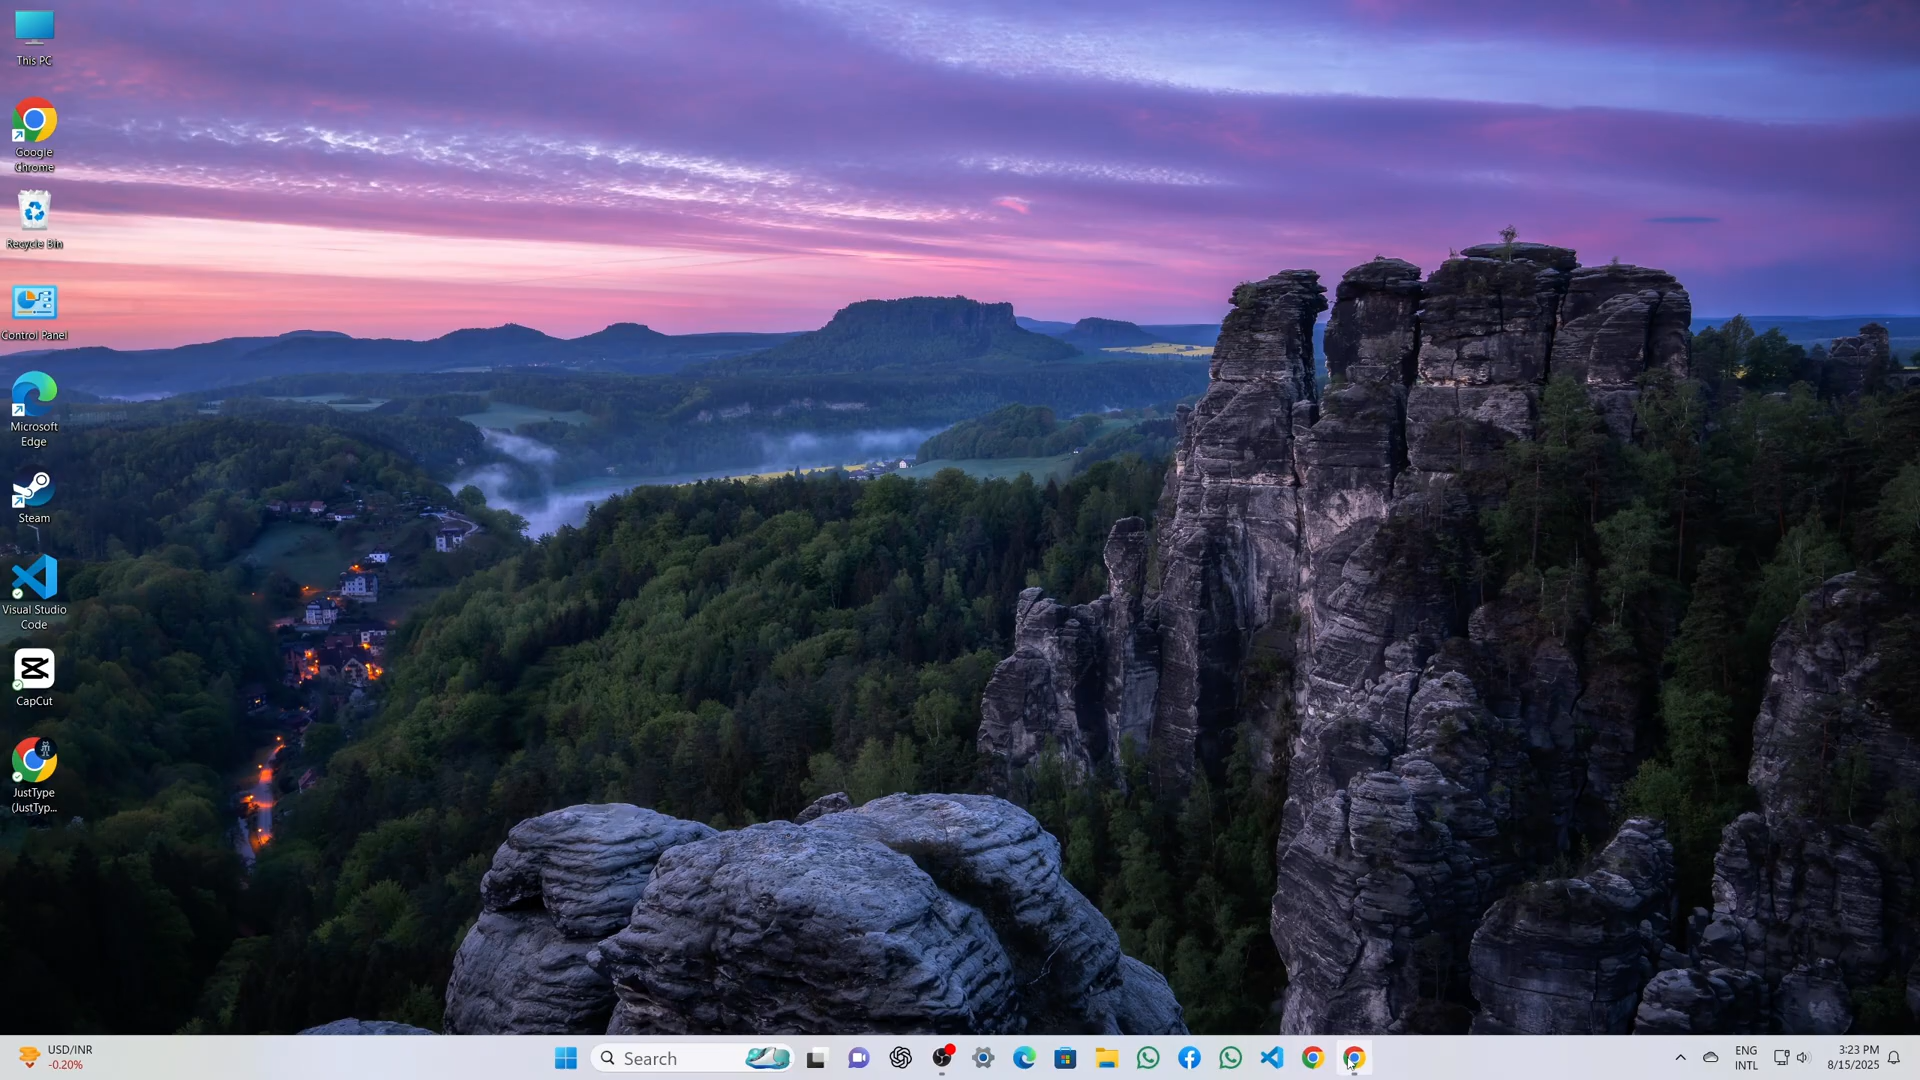 This PC
Google
Chrome
Recycle Bin
Control Panel
Microsoft
Edge
Steam
Visual Studio
Code
CapCut
JustType
(JustTyp...
USD/INR
-0.20%
Search
ENG
INTL
3:23 PM
8/15/2025